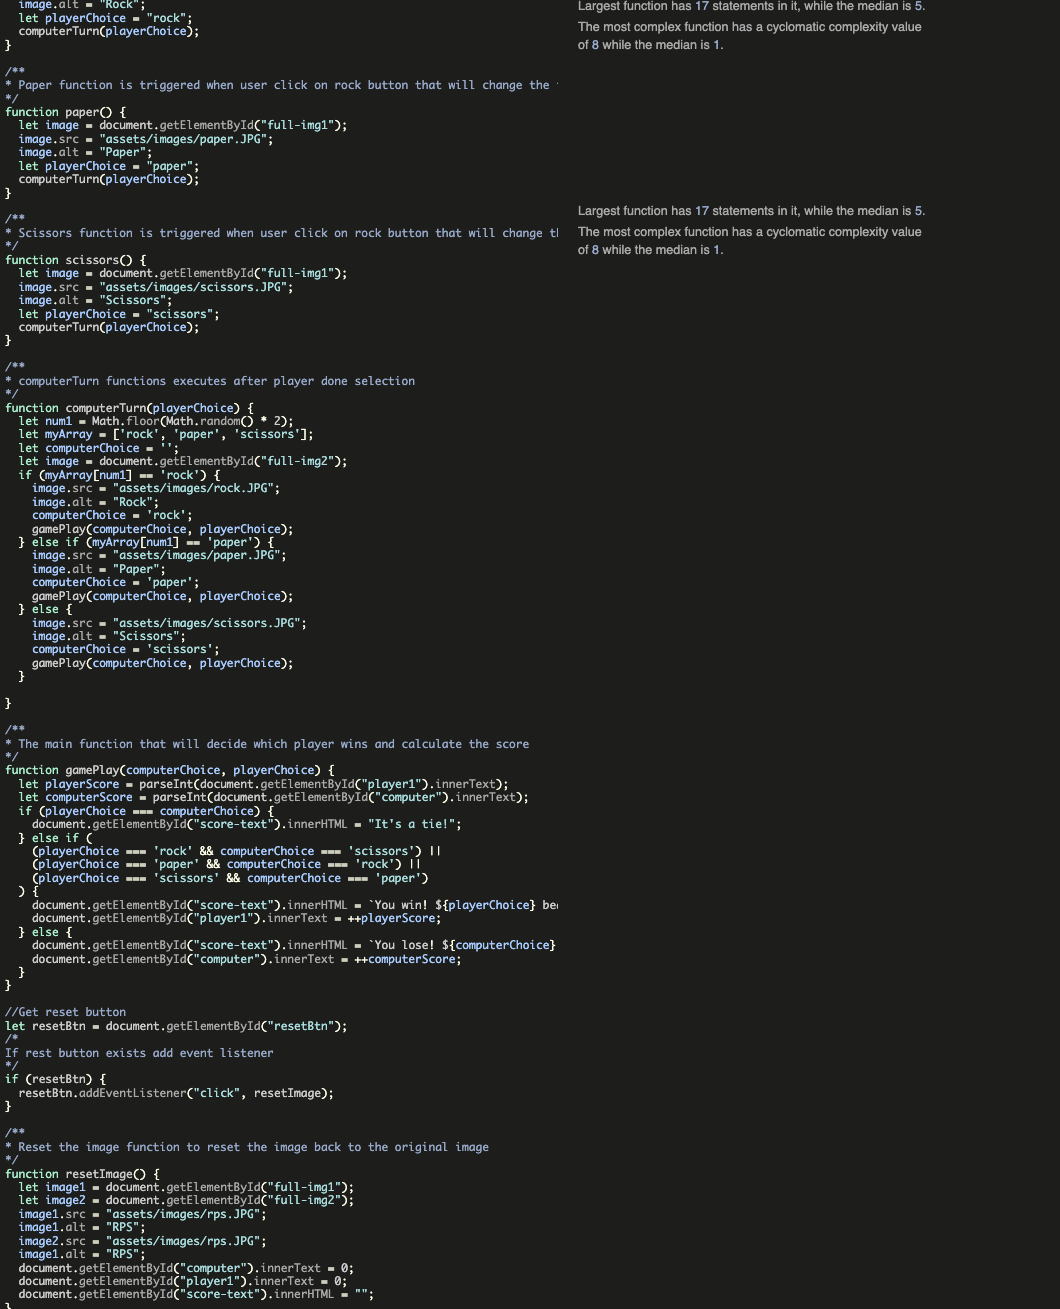 image.alt = "Rock";
let playerChoice = "rock";
computerTurn(playerChoice);
}
/**
* Paper function is triggered when user click on rock button that will change the
*/
function paper() {
let image = document.getElementById("full-img1");
image.src = "assets/images/paper.JPG";
image.alt = "Paper";
let playerChoice = "paper";
computerTurn(playerChoice);
}
/**
* Scissors function is triggered when user click on rock button that will change
*/
function scissors() {
let image = document.getElementById("full-img1");
image.src = "assets/images/scissors.JPG";
image.alt = "Scissors";
let playerChoice = "scissors";
computerTurn(playerChoice);
}
/**
* computerTurn functions executes after player done selection
*/
function computerTurn(playerChoice) {
let num1 = Math.floor(Math.random() * 2);
let myArray = ['rock', 'paper', 'scissors'];
let computerChoice = '';
let image = document.getElementById("full-img2");
if (myArray[num1] == 'rock') {
image.src = "assets/images/rock.JPG";
image.alt = "Rock";
computerChoice = 'rock';
gamePlay(computerChoice, playerChoice);
} else if (myArray[num1] == 'paper') {
image.src = "assets/images/paper.JPG";
image.alt = "Paper";
computerChoice = 'paper';
gamePlay(computerChoice, playerChoice);
} else {
image.src = "assets/images/scissors.JPG";
image.alt = "Scissors";
computerChoice = 'scissors';
gamePlay(computerChoice, playerChoice);
}
}
/**
* The main function that will decide which player wins and calculate the score
*/
function gamePlay(computerChoice, playerChoice) {
let playerScore = parseInt(document.getElementById("player1").innerText);
let computerScore = parseInt(document.getElementById("computer").innerText);
if (playerChoice === computerChoice) {
document.getElementById("score-text").innerHTML = "It's a tie!";
} else if (
(playerChoice === 'rock' && computerChoice === 'scissors') ||
(playerChoice === 'paper' && computerChoice === 'rock') ||
(playerChoice === 'scissors' && computerChoice === 'paper')
) {
document.getElementById("score-text").innerHTML = `You win! ${playerChoice}
document.getElementById("player1").innerText = ++playerScore;
} else {
document.getElementById("score-text").innerHTML = `You lose! ${computerChoice}
document.getElementById("computer").innerText = ++computerScore;
}
}
//Get reset button
let resetBtn = document.getElementById("resetBtn");
/*
If rest button exists add event listener
*/
if (resetBtn) {
resetBtn.addEventListener("click", resetImage);
}
/**
* Reset the image function to reset the image back to the original image
*/
function resetImage() {
let image1 = document.getElementById("full-img1");
let image2 = document.getElementById("full-img2");
image1.src = "assets/images/rps.JPG";
image1.alt = "RPS";
image2.src = "assets/images/rps.JPG";
image1.alt = "RPS";
document.getElementById("computer").innerText = 0;
document.getElementById("player1").innerText = 0;
document.getElementById("score-text").innerHTML = "";
}
Largest function has 17 statements in it, while the median is 5.
The most complex function has a cyclomatic complexity value
of 8 while the median is 1.
Largest function has 17 statements in it, while the median is 5.
The most complex function has a cyclomatic complexity value
of 8 while the median is 1.